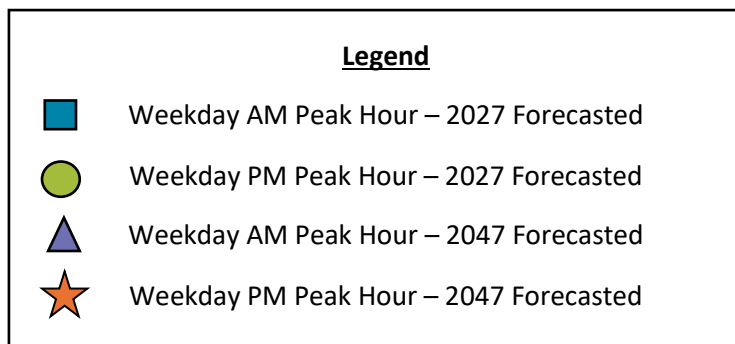 Legend
Weekday AM Peak Hour – 2027 Forecasted
Weekday PM Peak Hour – 2027 Forecasted
Weekday AM Peak Hour – 2047 Forecasted
Weekday PM Peak Hour – 2047 Forecasted